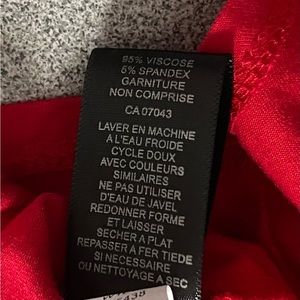 95% VISCOSE
5% SPANDEX
GARNITURE
NON COMPRISE
CA 07043
LAVER EN MACHINE
A L'EAU FROIDE
CYCLE DOUX
AVEC COULEURS
SIMILAIRES
NE PAS UTILISER
D'EAU DE JAVEL
REDONNER FORME
ET LAISSER
SECHER A PLAT
REPASSER A FER TIEDE
SI NECESSAIRE
OU NETTOYAGE A SEC